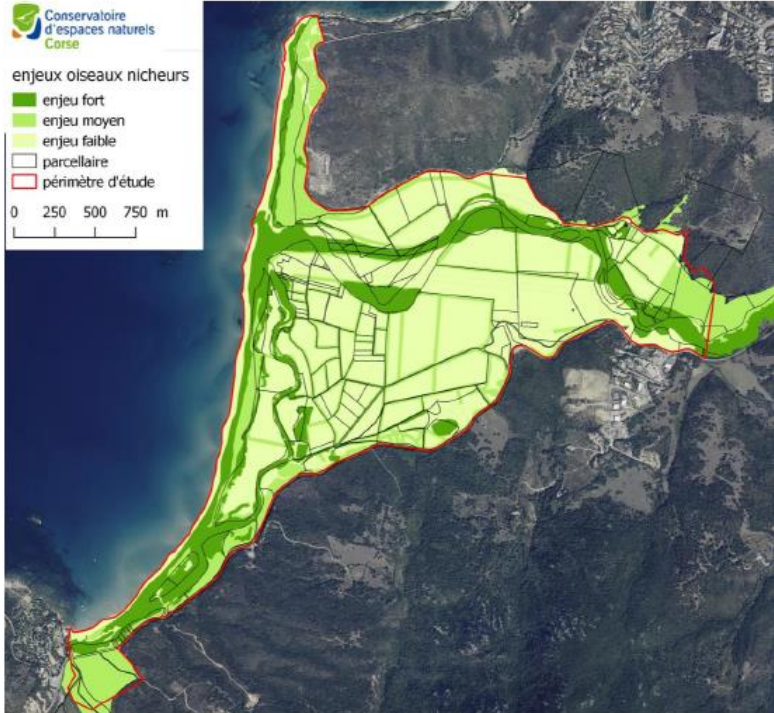 Conservatoire
d'espaces naturels
Corse
enjeux oiseaux nicheurs
enjeu fort
enjeu moyen
enjeu faible
parcellaire
périmètre d'étude
0 250 500 750 m